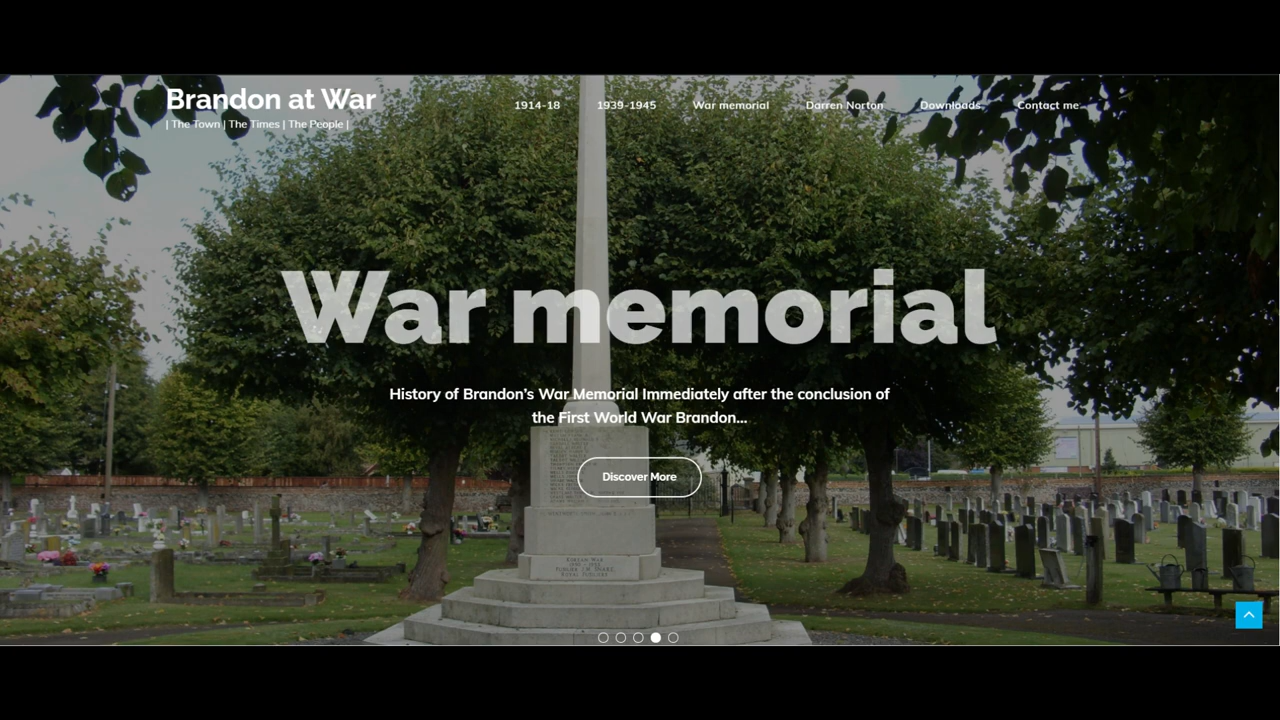 Brandon at War
| The Town | The Times | The People |
1914-18 1939-1945 War memorial Darren Norton Downloads Contact me
War memorial
History of Brandon’s War Memorial Immediately after the conclusion of
the First World War Brandon...
Discover More
KOREAN WAR